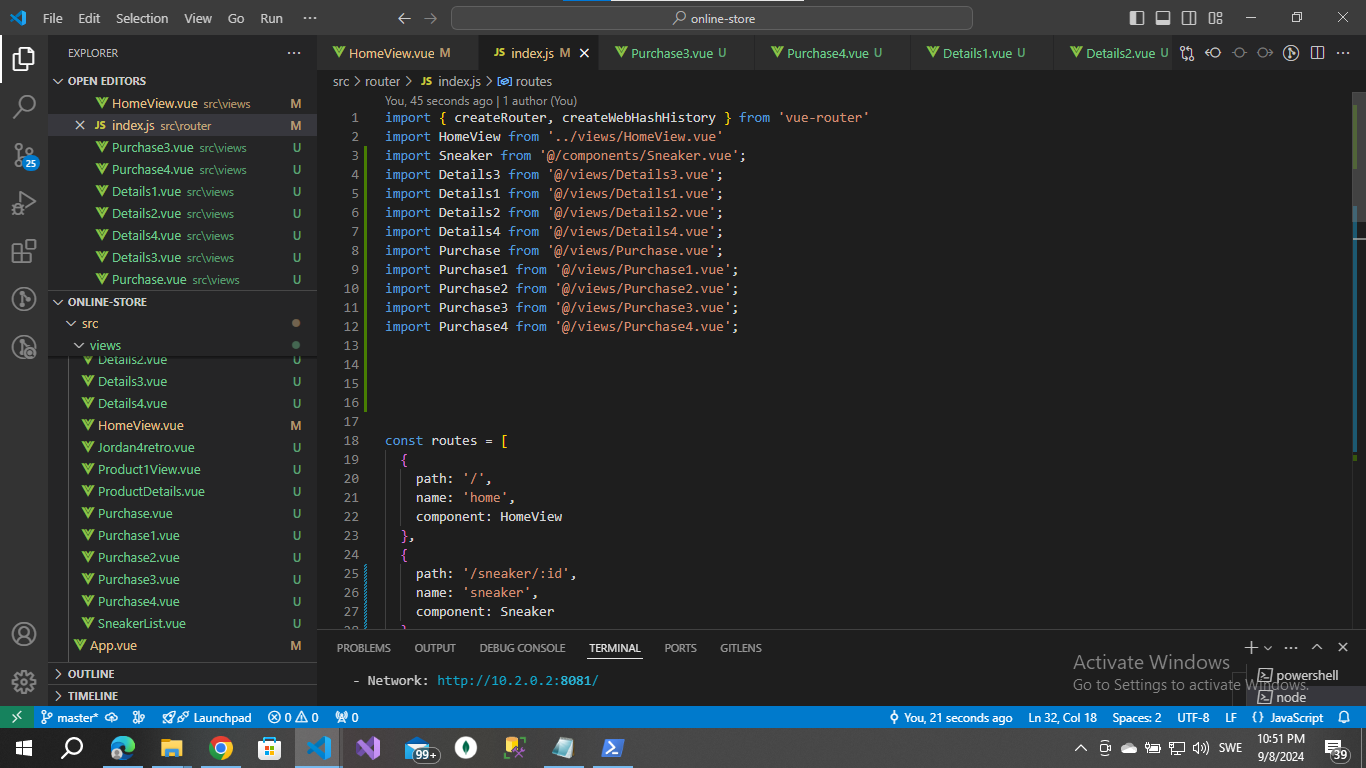 File Edit Selection View Go Run ··· online-store
EXPLORER
OPEN EDITORS
HomeView.vue src\views M
JS index.js src\router M
Purchase3.vue src\views U
Purchase4.vue src\views U
Details1.vue src\views U
Details2.vue src\views U
Details4.vue src\views U
Details3.vue src\views U
Purchase.vue src\views U
ONLINE-STORE
src
views
Details2.vue U
Details3.vue U
Details4.vue U
HomeView.vue M
Jordan4retro.vue U
Product1View.vue U
ProductDetails.vue U
Purchase.vue U
Purchase1.vue U
Purchase2.vue U
Purchase3.vue U
Purchase4.vue U
SneakerList.vue U
App.vue M
OUTLINE
TIMELINE
25
HomeView.vue M JS index.js M Purchase3.vue U Purchase4.vue U Details1.vue U Details2.vue U
src > router > JS index.js > routes
You, 45 seconds ago | 1 author (You)
1 import { createRouter, createWebHashHistory } from 'vue-router'
2 import HomeView from '../views/HomeView.vue'
3 import Sneaker from '@/components/Sneaker.vue';
4 import Details3 from '@/views/Details3.vue';
5 import Details1 from '@/views/Details1.vue';
6 import Details2 from '@/views/Details2.vue';
7 import Details4 from '@/views/Details4.vue';
8 import Purchase from '@/views/Purchase.vue';
9 import Purchase1 from '@/views/Purchase1.vue';
10 import Purchase2 from '@/views/Purchase2.vue';
11 import Purchase3 from '@/views/Purchase3.vue';
12 import Purchase4 from '@/views/Purchase4.vue';
13
14
15
16
17
18 const routes = [
19 {
20 path: '/',
21 name: 'home',
22 component: HomeView
23 },
24 {
25 path: '/sneaker/:id',
26 name: 'sneaker',
27 component: Sneaker
28 }
PROBLEMS OUTPUT DEBUG CONSOLE TERMINAL PORTS GITLENS
- Network: http://10.2.0.2:8081/
powershell
node
Activate Windows
Go to Settings to activate Windows.
master* Launchpad 0 0 0 You, 21 seconds ago Ln 32, Col 18 Spaces: 2 UTF-8 LF {} JavaScript
99+ SWE 10:51 PM
9/8/2024 39